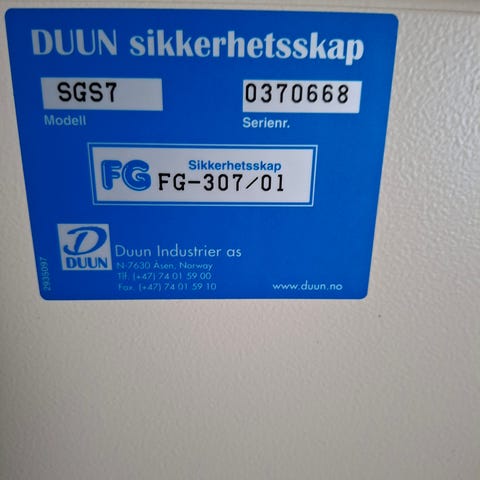 DUUN sikkerhetsskap
SGS7
0370668
Modell
Serienr.
Sikkerhetsskap
FG FG-307/01
D
DUUN
Duun Industrier as
N-7630 Åsen, Norway
Tlf. (+47) 74 01 59 00
Fax. (+47) 74 01 59 10
www.duun.no
2935097